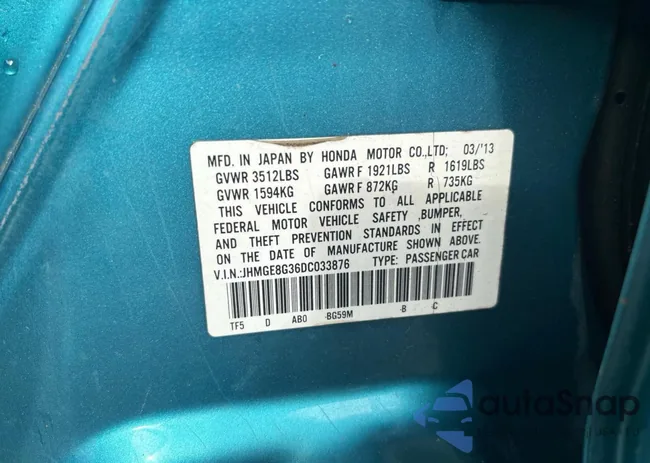 MFD. IN JAPAN BY HONDA MOTOR CO.,LTD; 03/'13
GVWR 3512LBS GAWR F 1921LBS R 1619LBS
GVWR 1594KG GAWR F 872KG R 735KG
THIS VEHICLE CONFORMS TO ALL APPLICABLE
FEDERAL MOTOR VEHICLE SAFETY ,BUMPER,
AND THEFT PREVENTION STANDARDS IN EFFECT
ON THE DATE OF MANUFACTURE SHOWN ABOVE.
V.I.N.:JHMGE8G36DC033876 TYPE: PASSENGER CAR
TF5 D AB0 -BG59M -B -C
autoSnap